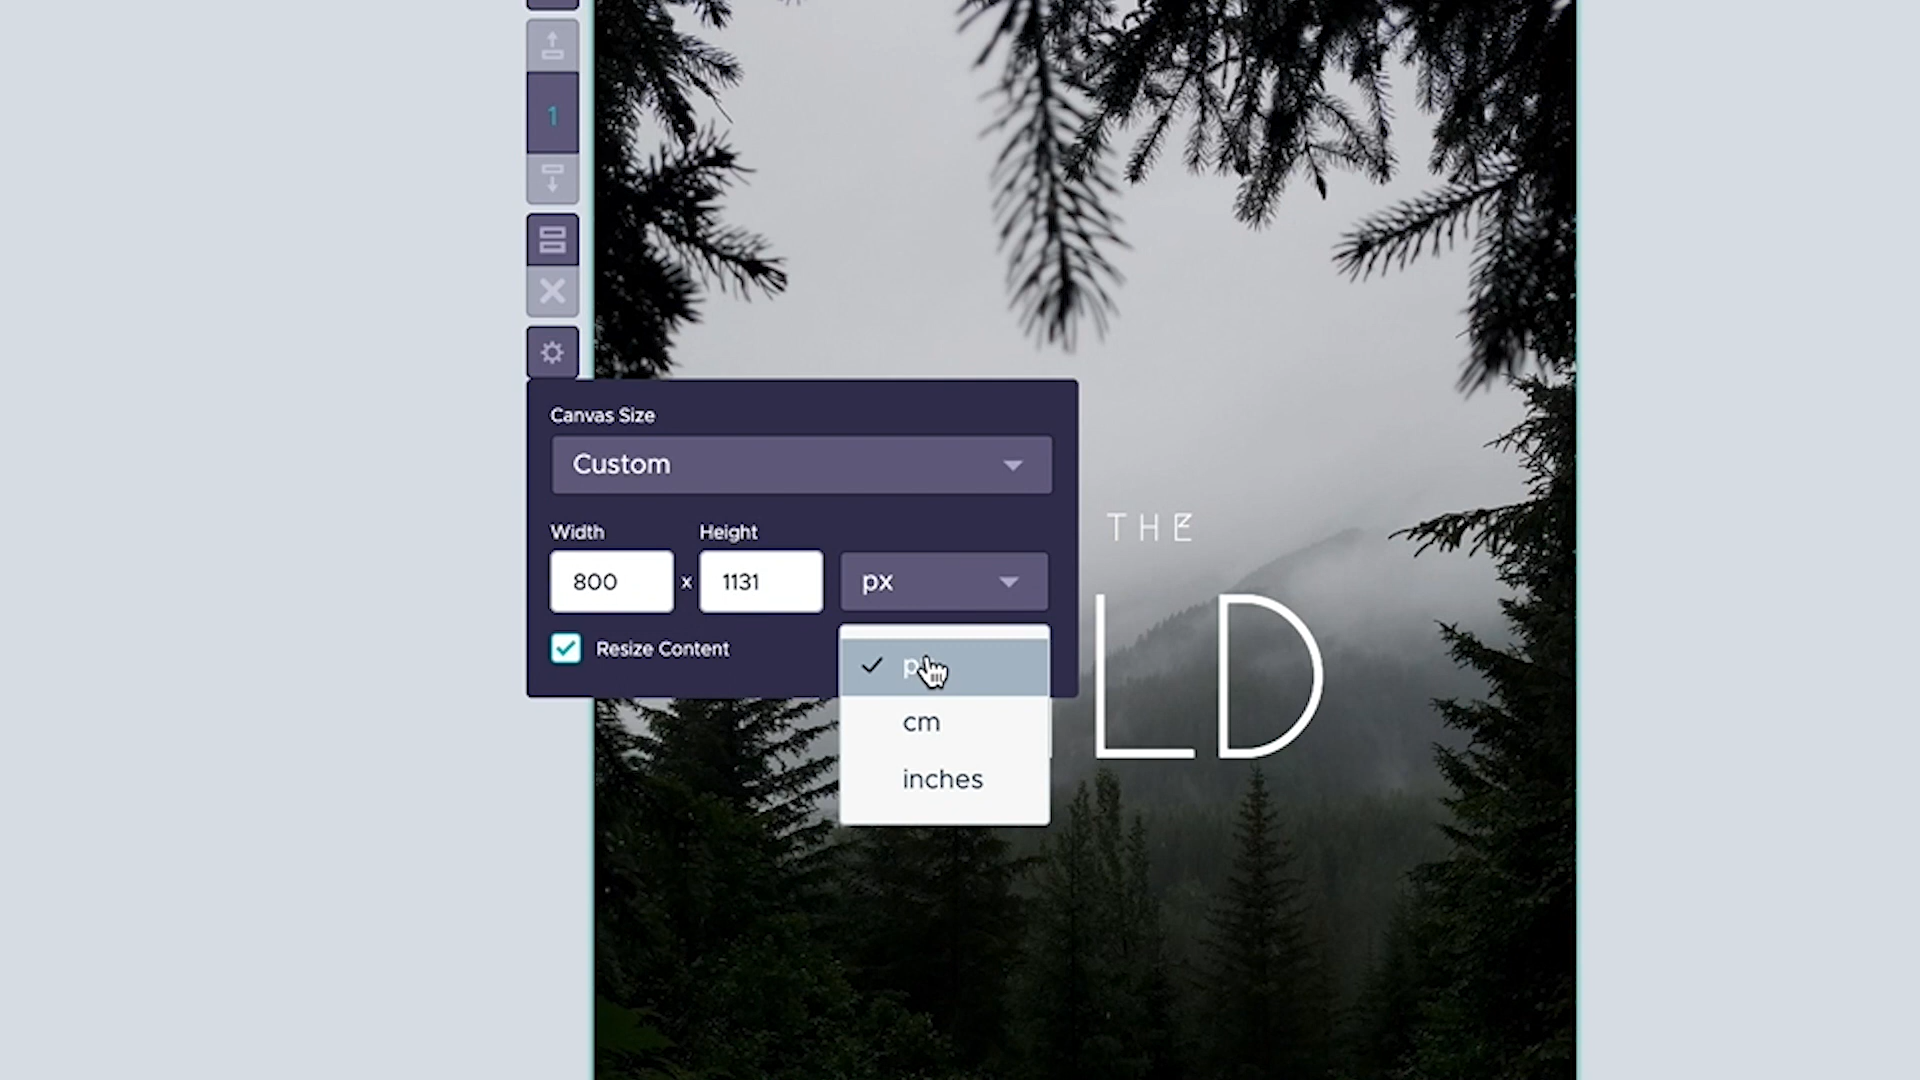 1
Canvas Size
Custom
Width Height
800 x 1131 px
Resize Content
cm
inches
THE
LD